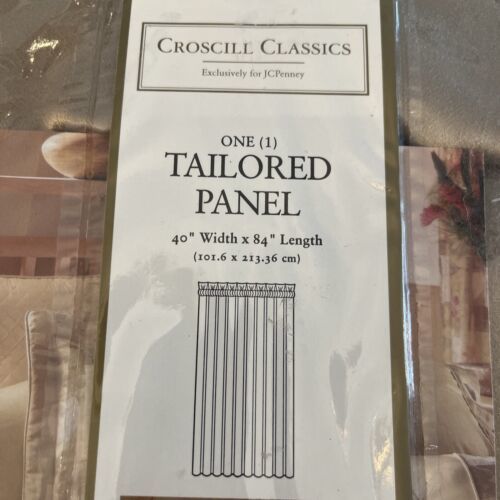 CROSCILL CLASSICS
Exclusively for JCPenney
ONE (1)
TAILORED
PANEL
40" Width x 84" Length
(101.6 x 213.36 cm)